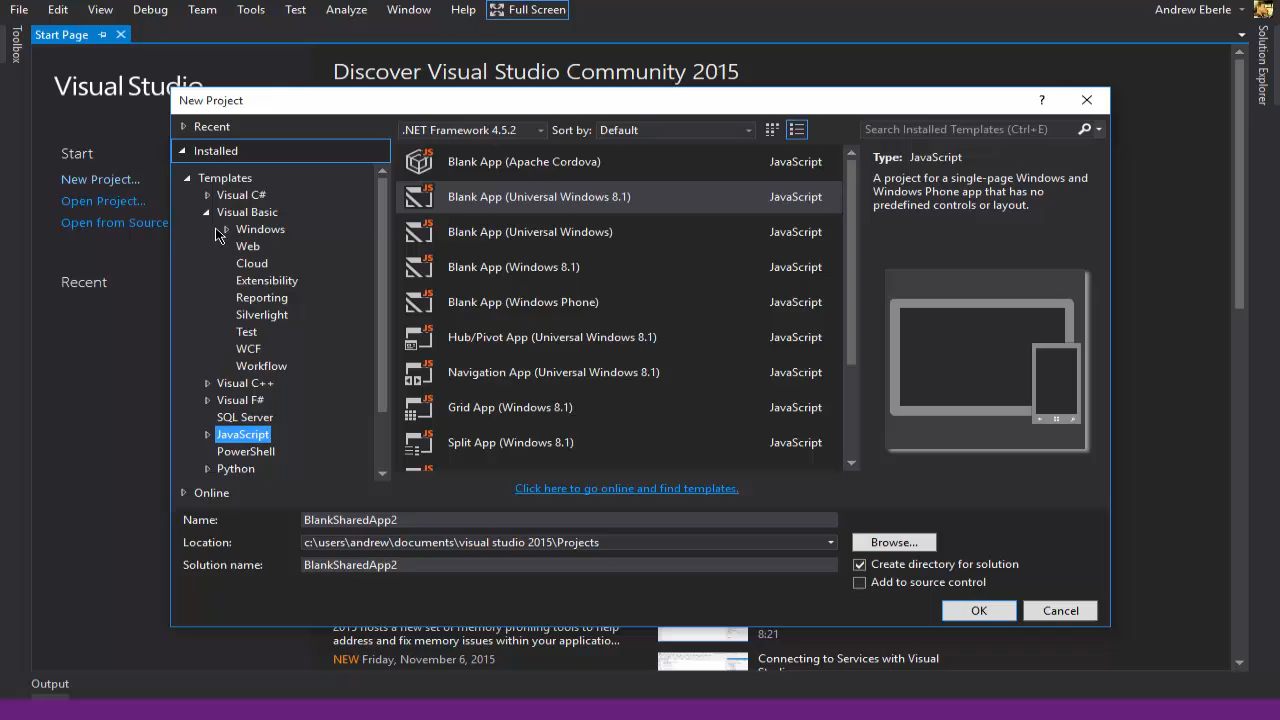 File Edit View Debug Team Tools Test Analyze Window Help Full Screen Andrew Eberle
Toolbox
Start Page
Solution Explorer
Visual Studio
Discover Visual Studio Community 2015
Start
New Project...
Open Project...
Open from Source
Recent
New Project
?
Recent
Installed
Templates
Visual C#
Visual Basic
Windows
Web
Cloud
Extensibility
Reporting
Silverlight
Test
WCF
Workflow
Visual C++
Visual F#
SQL Server
JavaScript
PowerShell
Python
Online
.NET Framework 4.5.2 Sort by: Default
Search Installed Templates (Ctrl+E)
Blank App (Apache Cordova) JavaScript
Blank App (Universal Windows 8.1) JavaScript
Blank App (Universal Windows) JavaScript
Blank App (Windows 8.1) JavaScript
Blank App (Windows Phone) JavaScript
Hub/Pivot App (Universal Windows 8.1) JavaScript
Navigation App (Universal Windows 8.1) JavaScript
Grid App (Windows 8.1) JavaScript
Split App (Windows 8.1) JavaScript
Click here to go online and find templates.
Type: JavaScript
A project for a single-page Windows and
Windows Phone app that has no
predefined controls or layout.
Name: BlankSharedApp2
Location: c:\users\andrew\documents\visual studio 2015\Projects
Browse...
Solution name: BlankSharedApp2
Create directory for solution
Add to source control
OK Cancel
2015 hosts a new set of memory profiling tools to help
address and fix memory issues within your applicatio...
NEW Friday, November 6, 2015
8:21
Connecting to Services with Visual
Output